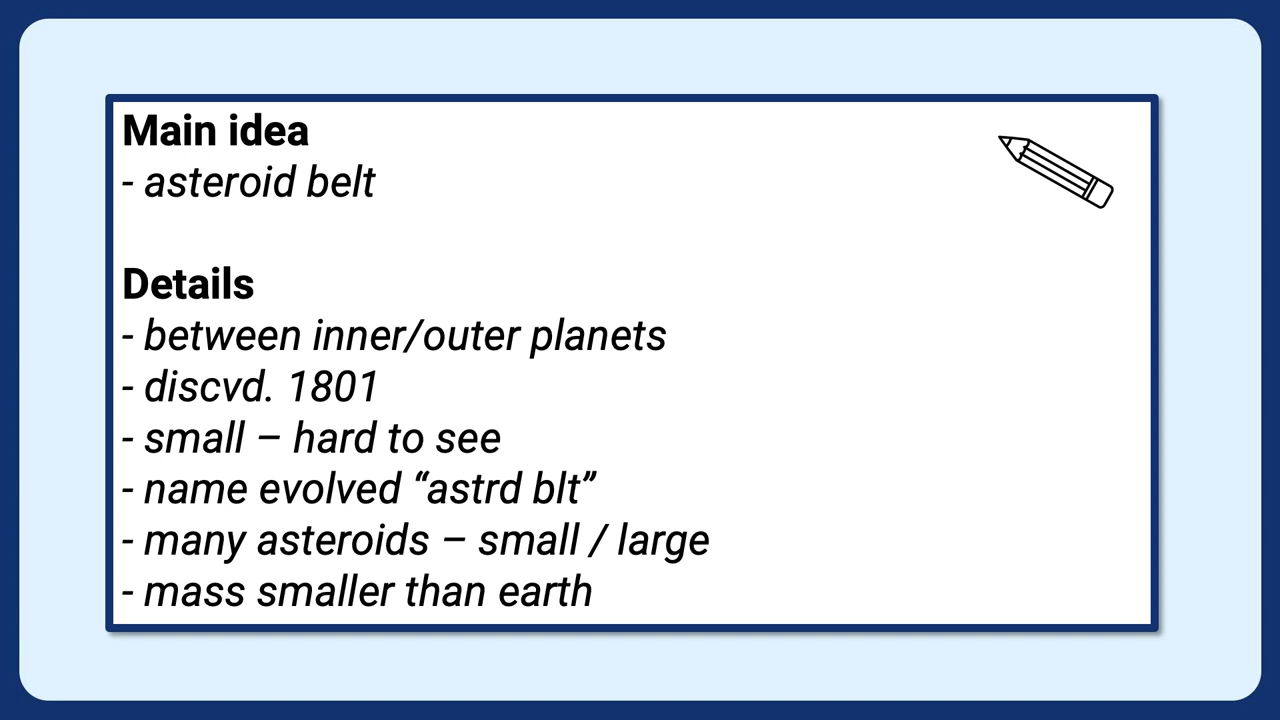 Main idea
- asteroid belt
Details
- between inner/outer planets
- discvd. 1801
- small – hard to see
- name evolved “astrd blt”
- many asteroids – small / large
- mass smaller than earth